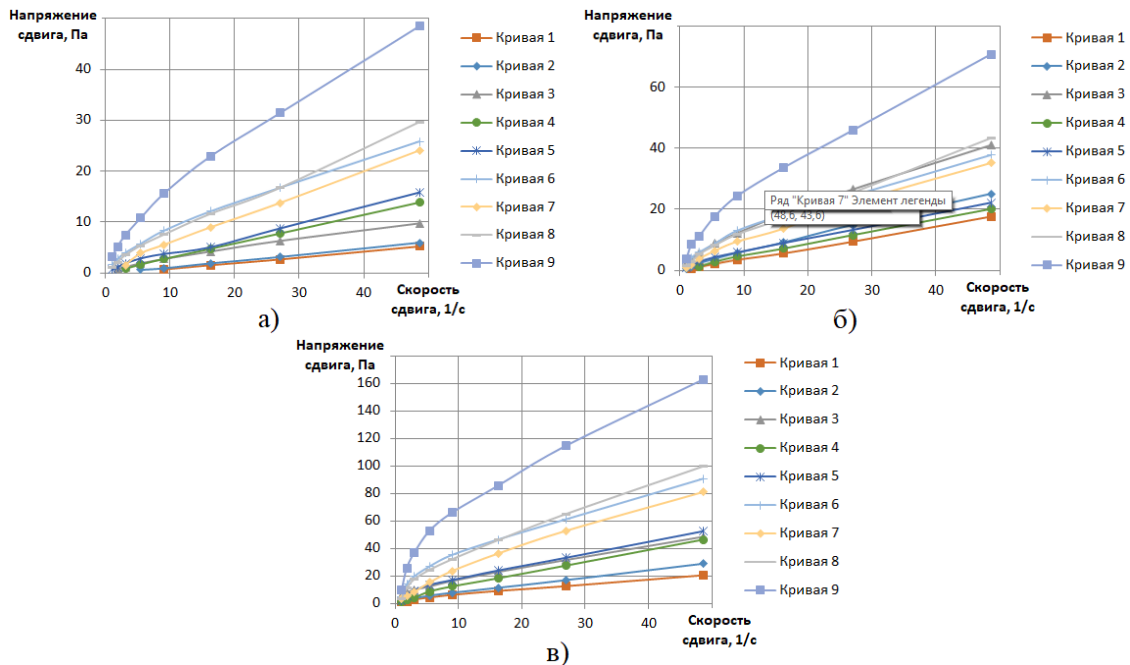 Напряжение
сдвига, Па
50
40
30
20
10
0
0
10
20
30
40
Скорость
сдвига, 1/с
Кривая 1
Кривая 2
Кривая 3
Кривая 4
Кривая 5
Кривая 6
Кривая 7
Кривая 8
Кривая 9
а)
Напряжение
сдвига, Па
80
60
40
20
0
0
10
20
30
40
Скорость
сдвига, 1/с
Ряд "Кривая 7" Элемент легенды
(48,6, 43,6)
Кривая 1
Кривая 2
Кривая 3
Кривая 4
Кривая 5
Кривая 6
Кривая 7
Кривая 8
Кривая 9
б)
Напряжение
сдвига, Па
160
140
120
100
80
60
40
20
0
0
10
20
30
40
Скорость
сдвига, 1/с
Кривая 1
Кривая 2
Кривая 3
Кривая 4
Кривая 5
Кривая 6
Кривая 7
Кривая 8
Кривая 9
в)